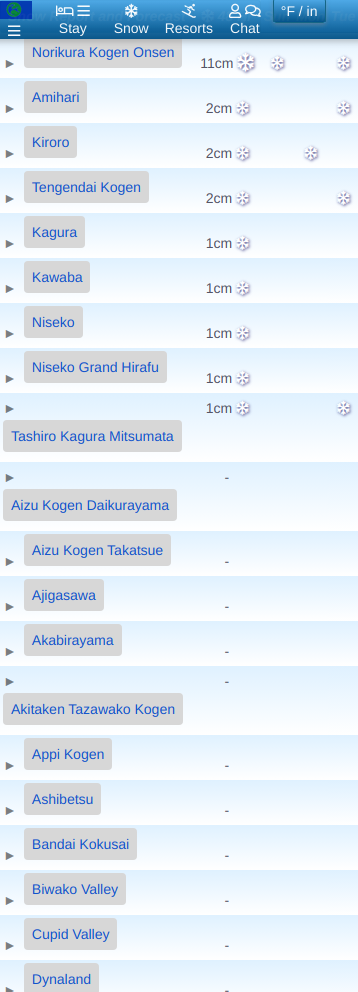 Stay Snow Resorts Chat °F / in
Norikura Kogen Onsen 11cm
Amihari 2cm
Kiroro 2cm
Tengendai Kogen 2cm
Kagura 1cm
Kawaba 1cm
Niseko 1cm
Niseko Grand Hirafu 1cm
1cm
Tashiro Kagura Mitsumata
-
Aizu Kogen Daikurayama
Aizu Kogen Takatsue -
Ajigasawa -
Akabirayama -
-
Akitaken Tazawako Kogen
Appi Kogen -
Ashibetsu -
Bandai Kokusai -
Biwako Valley -
Cupid Valley -
Dynaland -